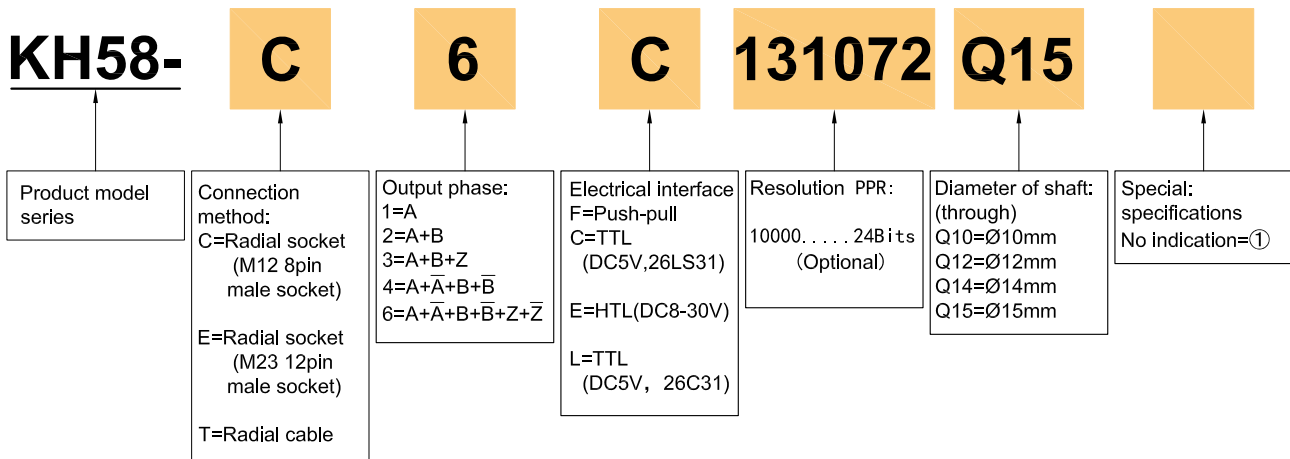 KH58- C 6 C 131072 Q15
Product model
series
Connection
method:
C=Radial socket
(M12 8pin
male socket)
E=Radial socket
(M23 12pin
male socket)
T=Radial cable
Output phase:
1=A
2=A+B
3=A+B+Z
4=A+A̅+B+B̅
6=A+A̅+B+B̅+Z+Z̅
Electrical interface
F=Push-pull
C=TTL
(DC5V,26LS31)
E=HTL(DC8-30V)
L=TTL
(DC5V，26C31)
Resolution PPR:
10000.....24Bits
(Optional)
Diameter of shaft:
(through)
Q10=Ø10mm
Q12=Ø12mm
Q14=Ø14mm
Q15=Ø15mm
Special:
specifications
No indication=①